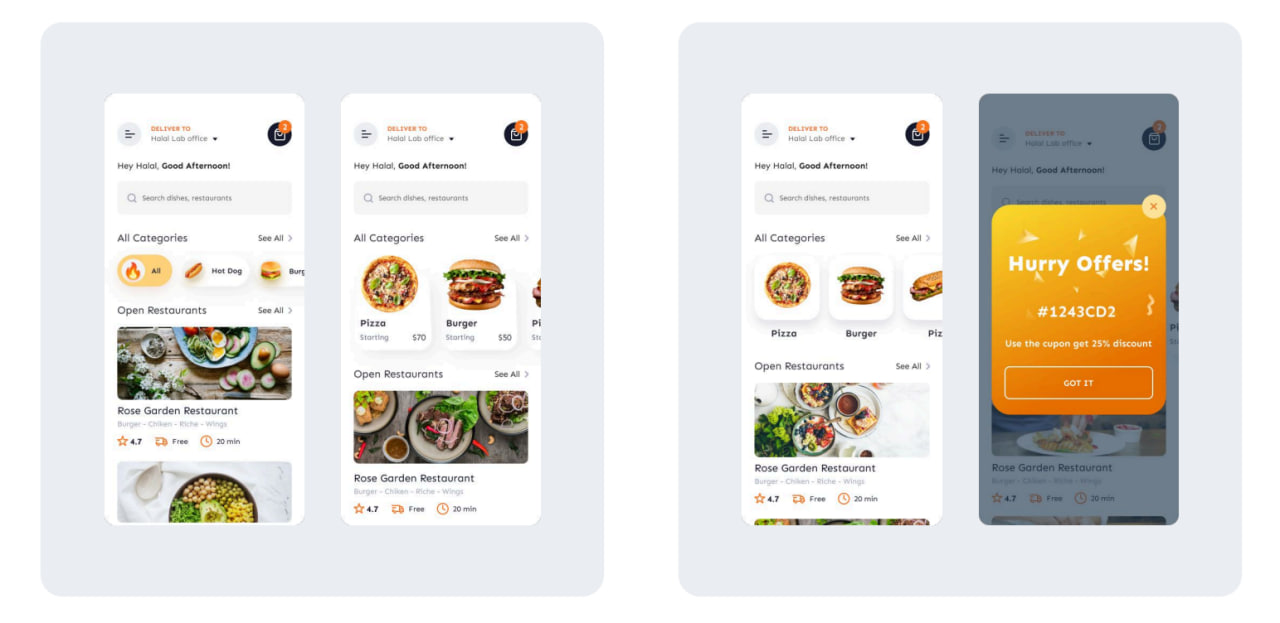 DELIVER TO
Halal Lab office
2
Hey Halal, Good Afternoon!
Search dishes, restaurants
All Categories See All
All Hot Dog Burg
Open Restaurants See All
Rose Garden Restaurant
Burger - Chiken - Riche - Wings
4.7 Free 20 min
DELIVER TO
Halal Lab office
2
Hey Halal, Good Afternoon!
Search dishes, restaurants
All Categories See All
Pizza Burger Pi
Starting $70 Starting $50 Sta
Open Restaurants See All
Rose Garden Restaurant
Burger - Chiken - Riche - Wings
4.7 Free 20 min
DELIVER TO
Halal Lab office
2
Hey Halal, Good Afternoon!
Search dishes, restaurants
All Categories See All
Pizza Burger Piz
Open Restaurants See All
Rose Garden Restaurant
Burger - Chiken - Riche - Wings
4.7 Free 20 min
DELIVER TO
Halal Lab office
2
Hey Halal, Good Afternoon!
Search dishes, restaurants
Hurry Offers!
#1243CD2
Use the cupon get 25% discount
GOT IT
Rose Garden Restaurant
Burger - Chiken - Riche - Wings
4.7 Free 20 min